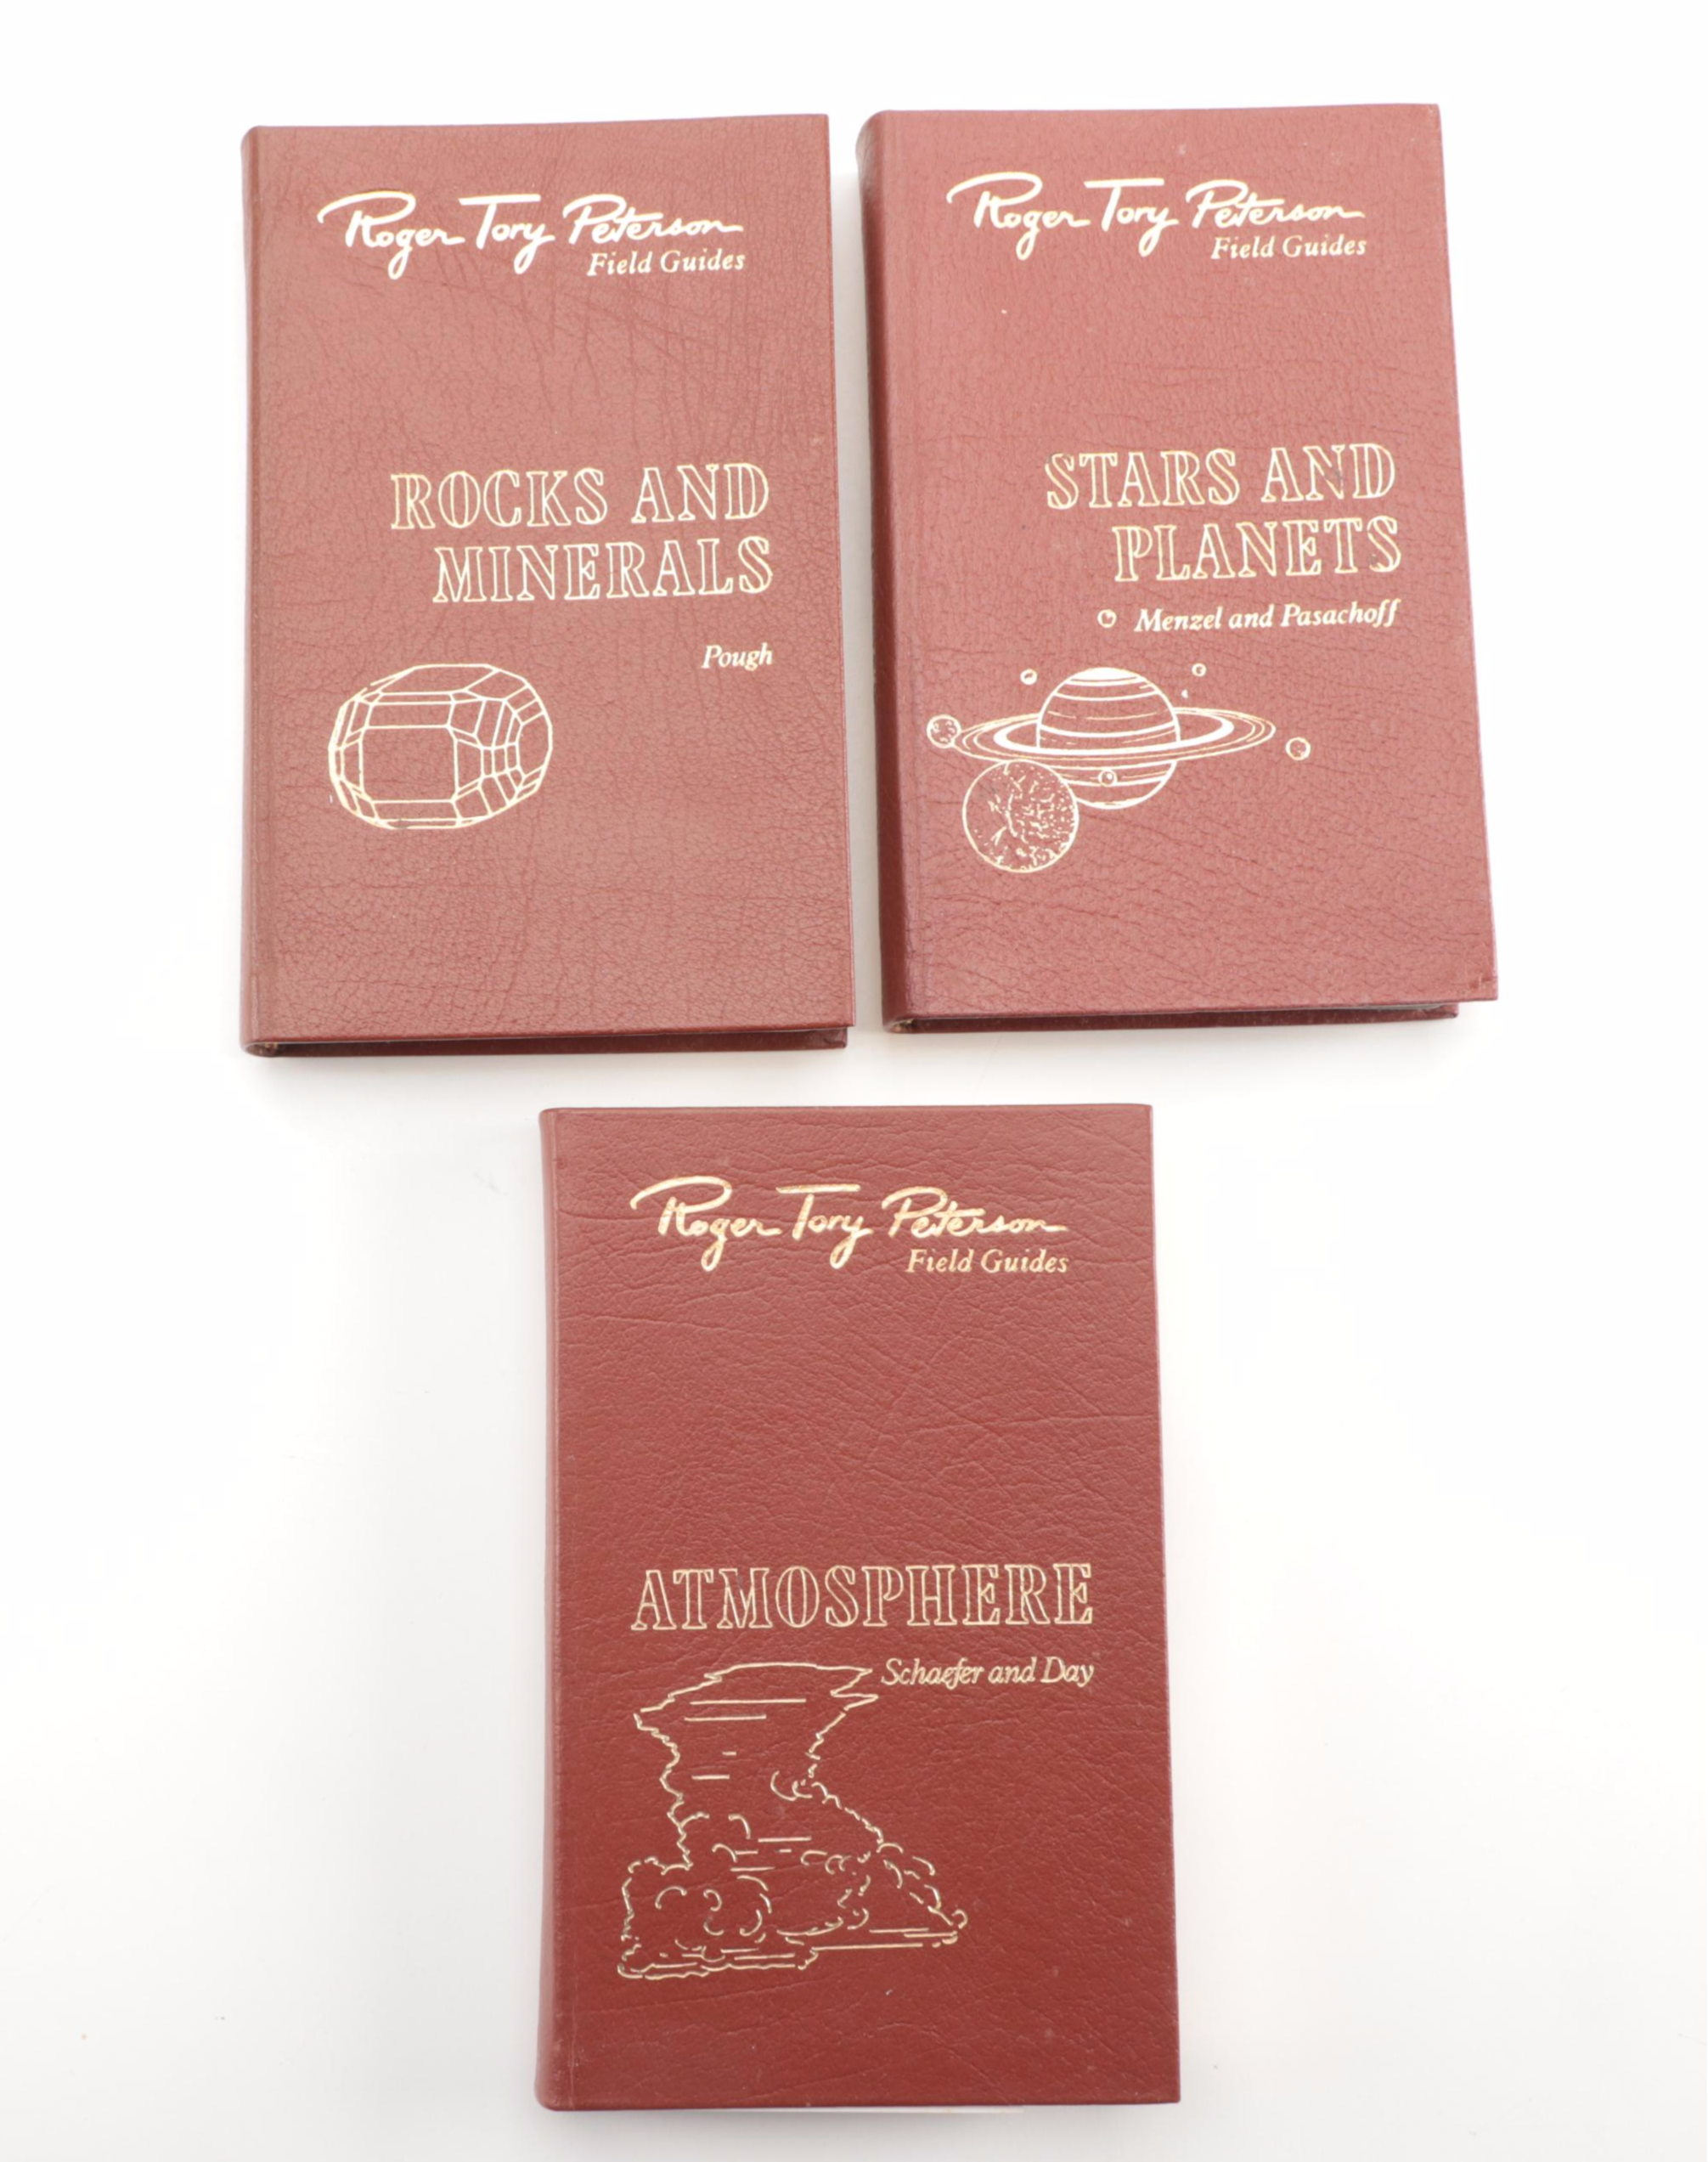 Roger Tory Peterson
Field Guides
ROCKS AND
MINERALS
Pough
Roger Tory Peterson
Field Guides
STARS AND
PLANETS
Menzel and Pasachoff
Roger Tory Peterson
Field Guides
ATMOSPHERE
Schaefer and Day